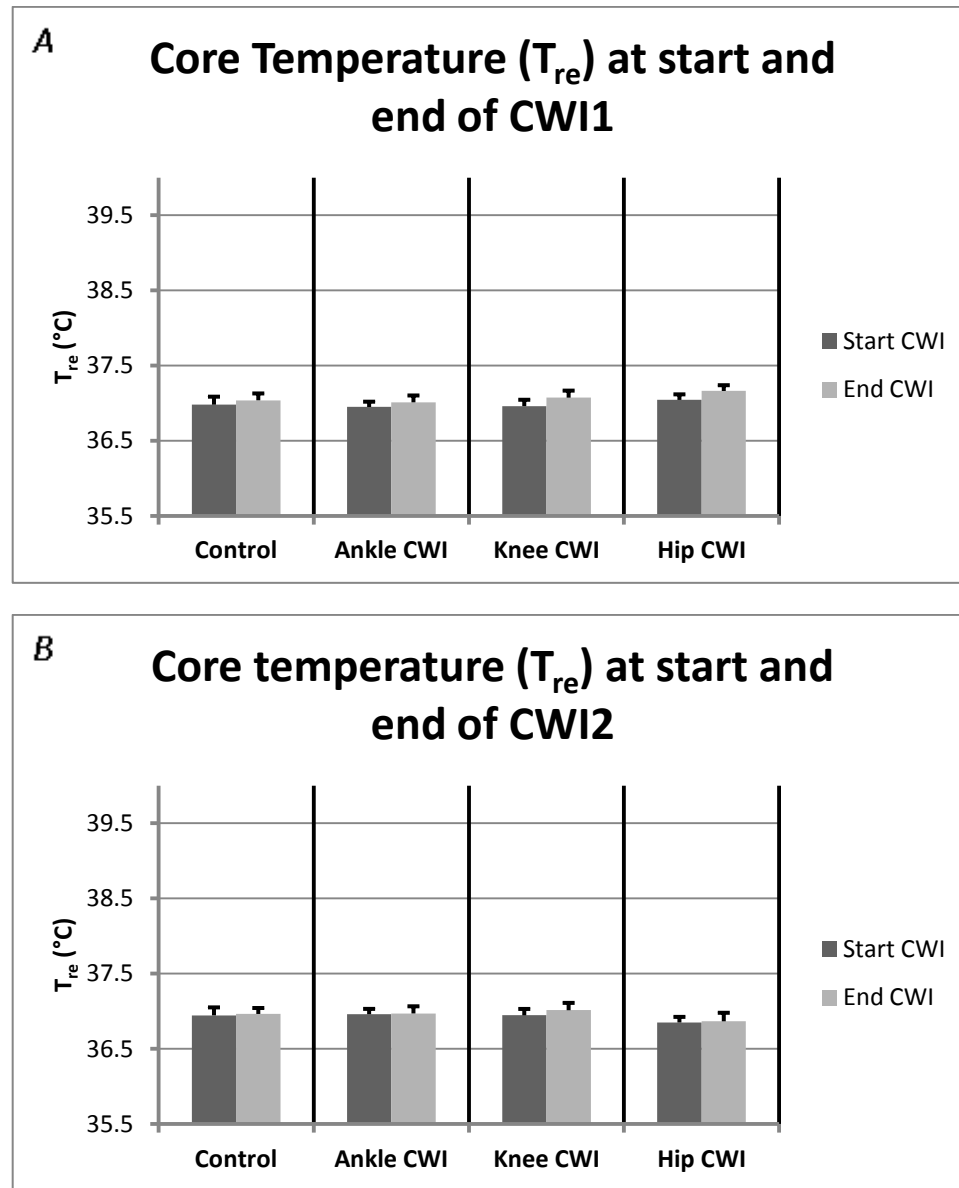 A
Core Temperature (Tre) at start and
end of CWI1
39.5
38.5
37.5
36.5
35.5
Tre (°C)
Control
Ankle CWI
Knee CWI
Hip CWI
Start CWI
End CWI
B
Core temperature (Tre) at start and
end of CWI2
39.5
38.5
37.5
36.5
35.5
Tre (°C)
Control
Ankle CWI
Knee CWI
Hip CWI
Start CWI
End CWI